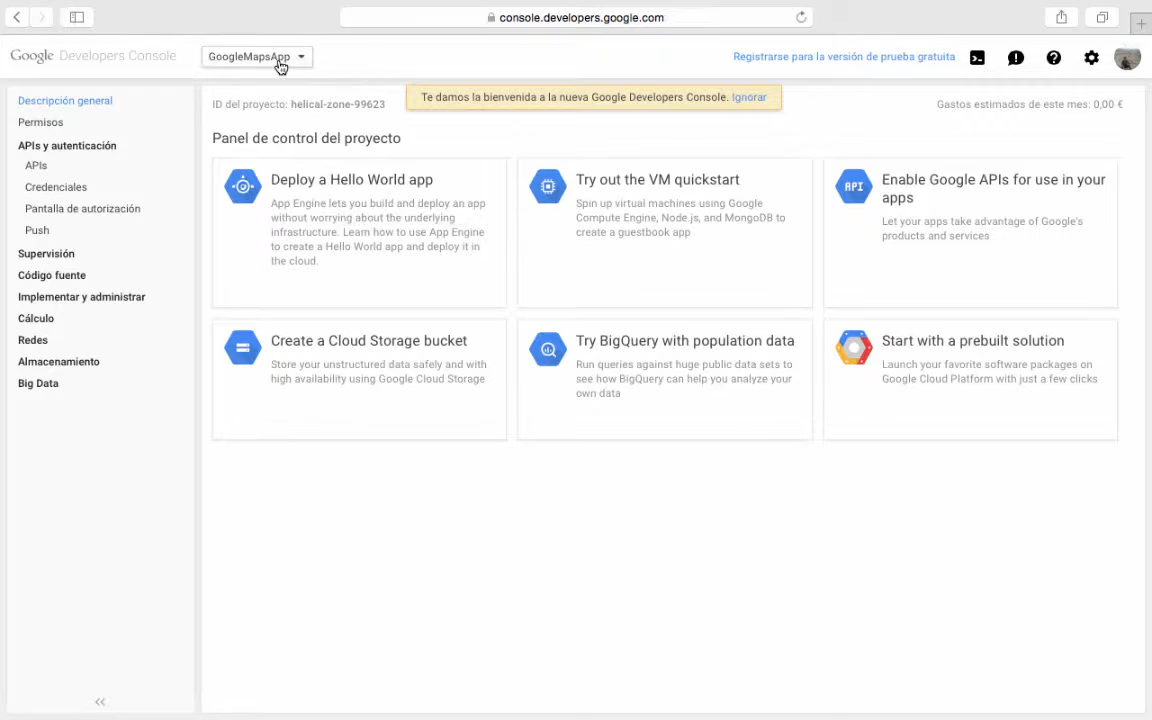 console.developers.google.com
Google Developers Console
GoogleMapsApp
Registrarse para la versión de prueba gratuita
Descripción general
Permisos
APIs y autenticación
APIs
Credenciales
Pantalla de autorización
Push
Supervisión
Código fuente
Implementar y administrar
Cálculo
Redes
Almacenamiento
Big Data
ID del proyecto: helical-zone-99623
Te damos la bienvenida a la nueva Google Developers Console. Ignorar
Gastos estimados de este mes: 0,00 €
Panel de control del proyecto
Deploy a Hello World app
App Engine lets you build and deploy an app
without worrying about the underlying
infrastructure. Learn how to use App Engine
to create a Hello World app and deploy it in
the cloud.
Try out the VM quickstart
Spin up virtual machines using Google
Compute Engine, Node.js, and MongoDB to
create a guestbook app
API
Enable Google APIs for use in your
apps
Let your apps take advantage of Google's
products and services
Create a Cloud Storage bucket
Store your unstructured data safely and with
high availability using Google Cloud Storage
Try BigQuery with population data
Run queries against huge public data sets to
see how BigQuery can help you analyze your
own data
Start with a prebuilt solution
Launch your favorite software packages on
Google Cloud Platform with just a few clicks